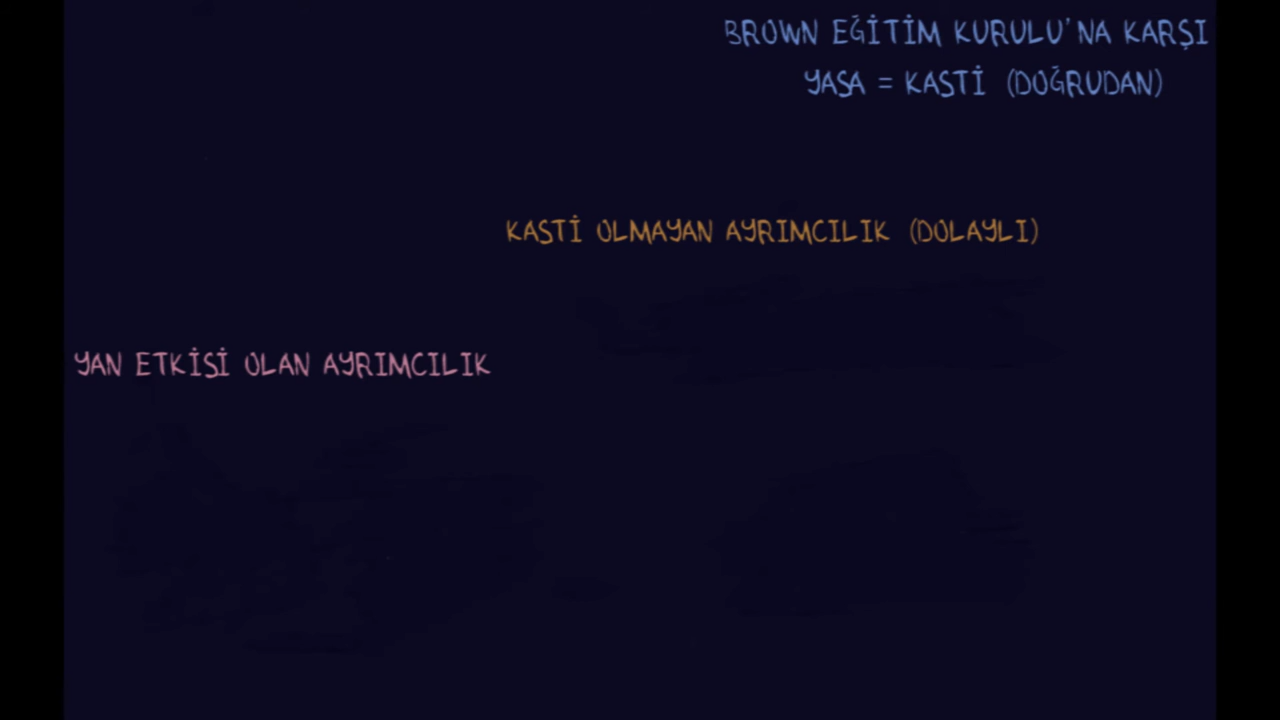 BROWN EĞİTİM KURULU'NA KARŞI
YASA = KASTİ (DOĞRUDAN)
KASTİ OLMAYAN AYRIMCILIK (DOLAYLI)
YAN ETKİSİ OLAN AYRIMCILIK